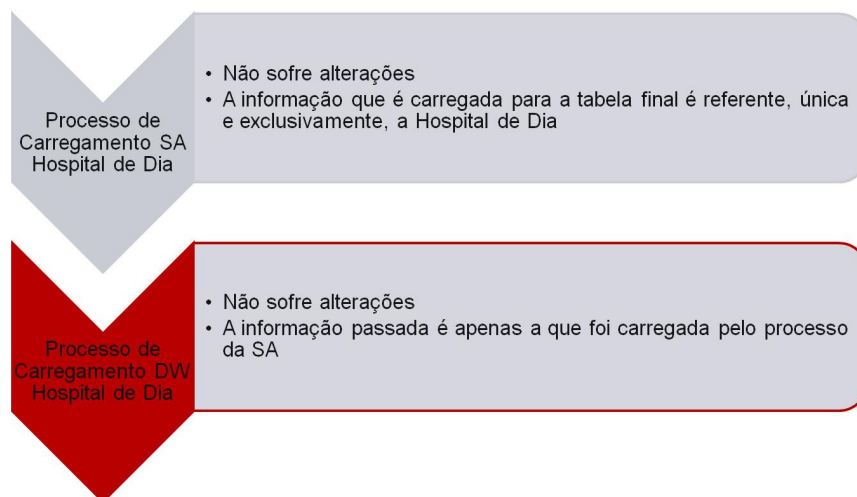 Processo de
Carregamento SA
Hospital de Dia
• Não sofre alterações
• A informação que é carregada para a tabela final é referente, única
e exclusivamente, a Hospital de Dia
Processo de
Carregamento DW
Hospital de Dia
• Não sofre alterações
• A informação passada é apenas a que foi carregada pelo processo
da SA